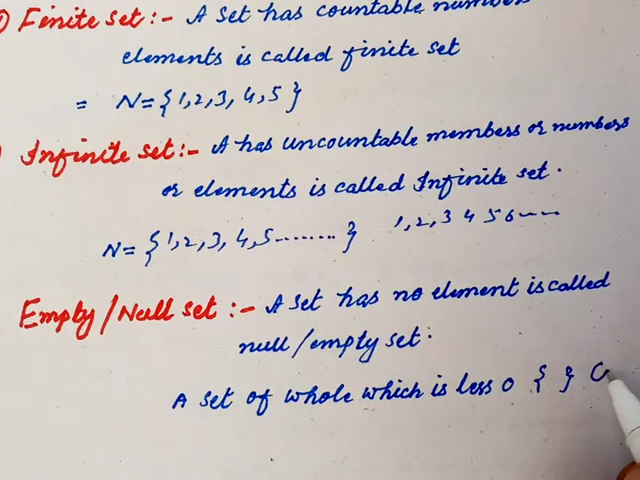 Finite set:- A set has countable numbers
elements is called finite set
= N={1,2,3,4,5}
Infinite set:- A has uncountable members or numbers
or elements is called Infinite set.
N={1,2,3,4,5........} 1,2,3 4 5 6----
Empty/Null set:- A set has no element is called
null/empty set.
A set of whole which is less 0 { }